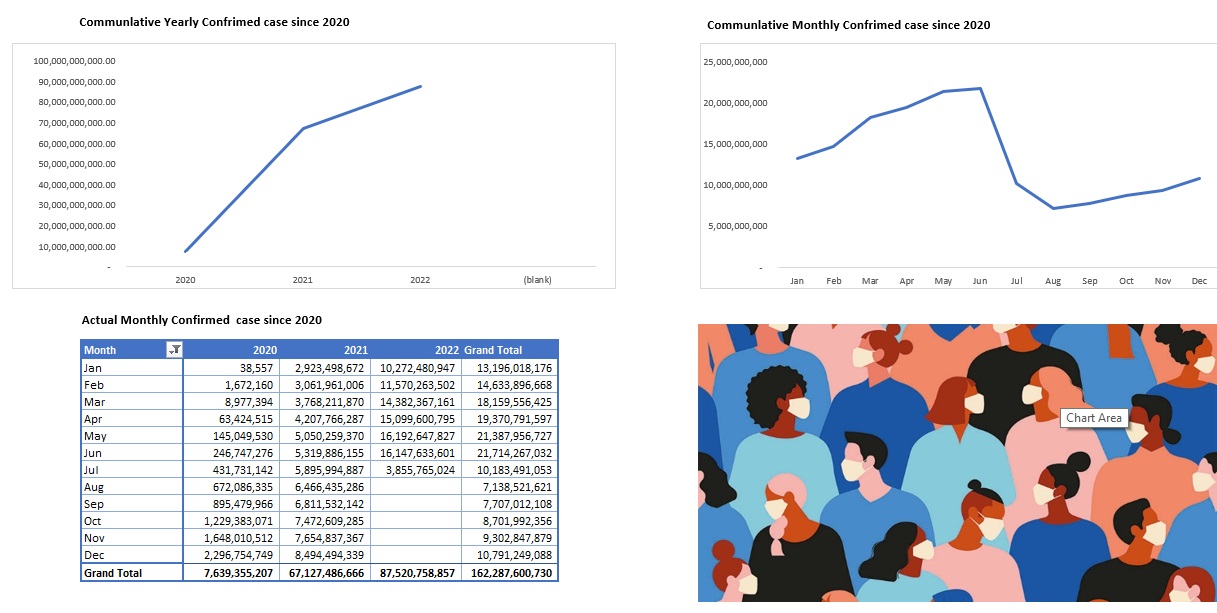 Communlative Yearly Confrimed case since 2020
100,000,000,000.00
90,000,000,000.00
80,000,000,000.00
70,000,000,000.00
60,000,000,000.00
50,000,000,000.00
40,000,000,000.00
30,000,000,000.00
20,000,000,000.00
10,000,000,000.00
-
2020 2021 2022 (blank)
Communlative Monthly Confrimed case since 2020
25,000,000,000
20,000,000,000
15,000,000,000
10,000,000,000
5,000,000,000
-
Jan Feb Mar Apr May Jun Jul Aug Sep Oct Nov Dec
Actual Monthly Confirmed case since 2020
Month 2020 2021 2022 Grand Total
Jan 38,557 2,923,498,672 10,272,480,947 13,196,018,176
Feb 1,672,160 3,061,961,006 11,570,263,502 14,633,896,668
Mar 8,977,394 3,768,211,870 14,382,367,161 18,159,556,425
Apr 63,424,515 4,207,766,287 15,099,600,795 19,370,791,597
May 145,049,530 5,050,259,370 16,192,647,827 21,387,956,727
Jun 246,747,276 5,319,886,155 16,147,633,601 21,714,267,032
Jul 431,731,142 5,895,994,887 3,855,765,024 10,183,491,053
Aug 672,086,335 6,466,435,286 7,138,521,621
Sep 895,479,966 6,811,532,142 7,707,012,108
Oct 1,229,383,071 7,472,609,285 8,701,992,356
Nov 1,648,010,512 7,654,837,367 9,302,847,879
Dec 2,296,754,749 8,494,494,339 10,791,249,088
Grand Total 7,639,355,207 67,127,486,666 87,520,758,857 162,287,600,730
Chart Area